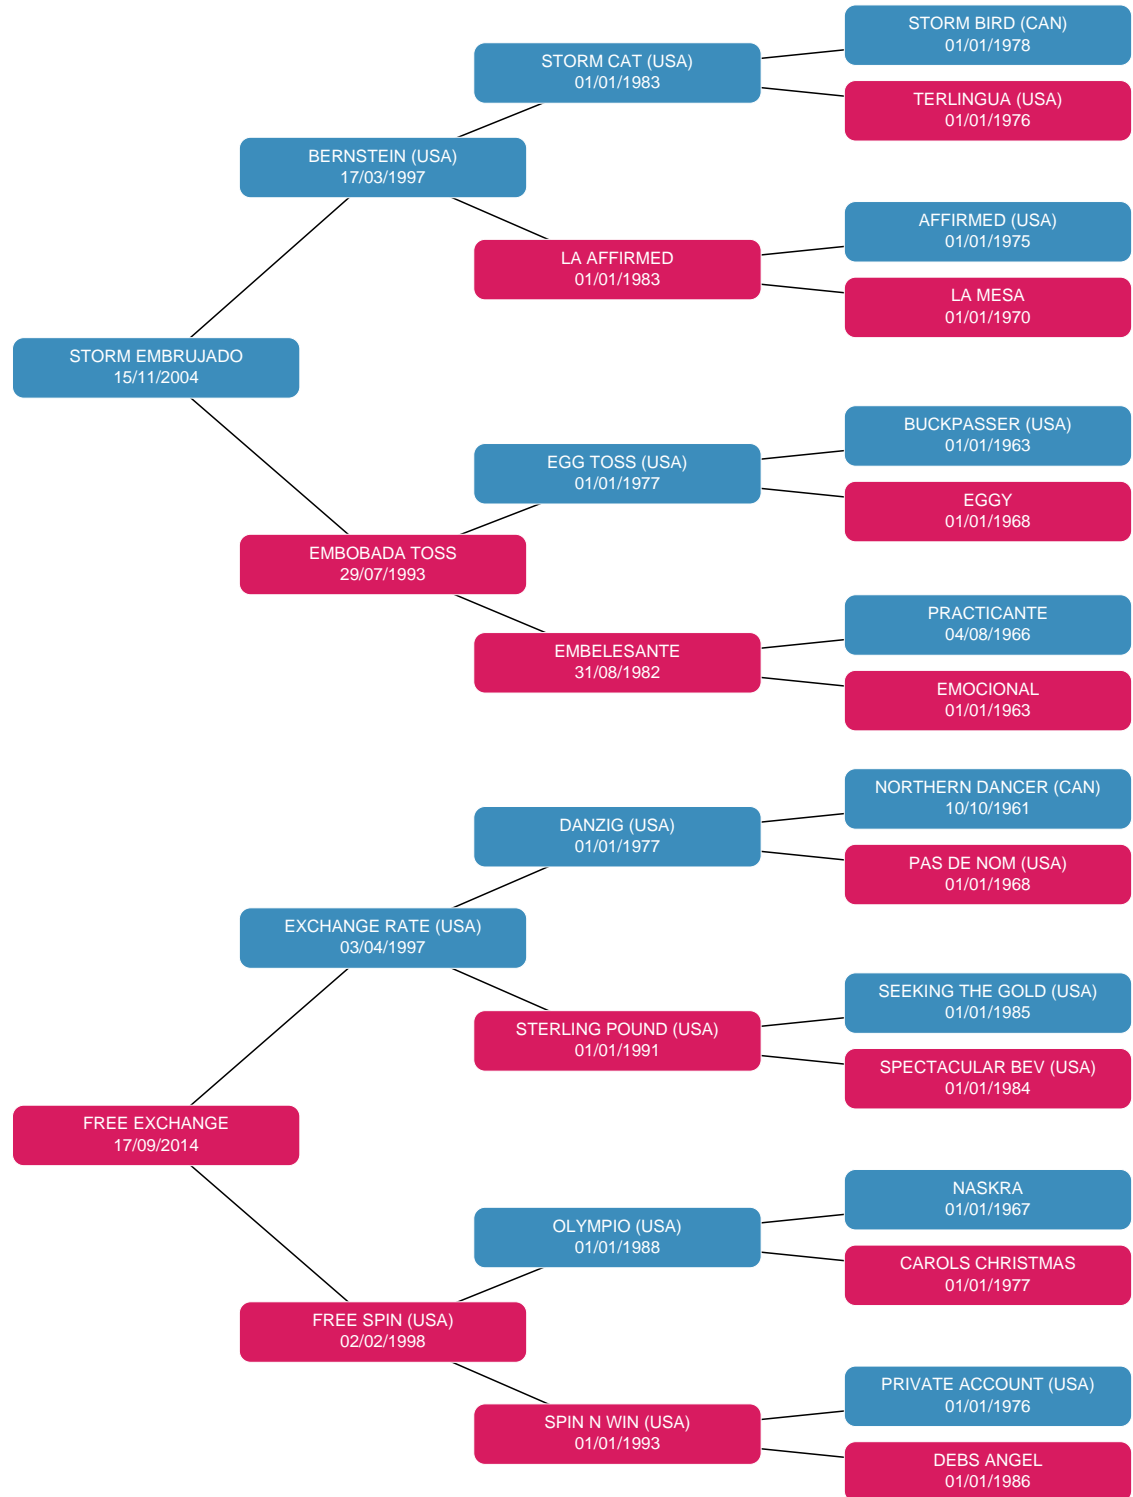 STORM BIRD (CAN)
01/01/1978
STORM CAT (USA)
01/01/1983
TERLINGUA (USA)
01/01/1976
BERNSTEIN (USA)
17/03/1997
AFFIRMED (USA)
01/01/1975
LA AFFIRMED
01/01/1983
LA MESA
01/01/1970
STORM EMBRUJADO
15/11/2004
BUCKPASSER (USA)
01/01/1963
EGG TOSS (USA)
01/01/1977
EGGY
01/01/1968
EMBOBADA TOSS
29/07/1993
PRACTICANTE
04/08/1966
EMBELESANTE
31/08/1982
EMOCIONAL
01/01/1963
NORTHERN DANCER (CAN)
10/10/1961
DANZIG (USA)
01/01/1977
PAS DE NOM (USA)
01/01/1968
EXCHANGE RATE (USA)
03/04/1997
SEEKING THE GOLD (USA)
01/01/1985
STERLING POUND (USA)
01/01/1991
SPECTACULAR BEV (USA)
01/01/1984
FREE EXCHANGE
17/09/2014
NASKRA
01/01/1967
OLYMPIO (USA)
01/01/1988
CAROLS CHRISTMAS
01/01/1977
FREE SPIN (USA)
02/02/1998
PRIVATE ACCOUNT (USA)
01/01/1976
SPIN N WIN (USA)
01/01/1993
DEBS ANGEL
01/01/1986